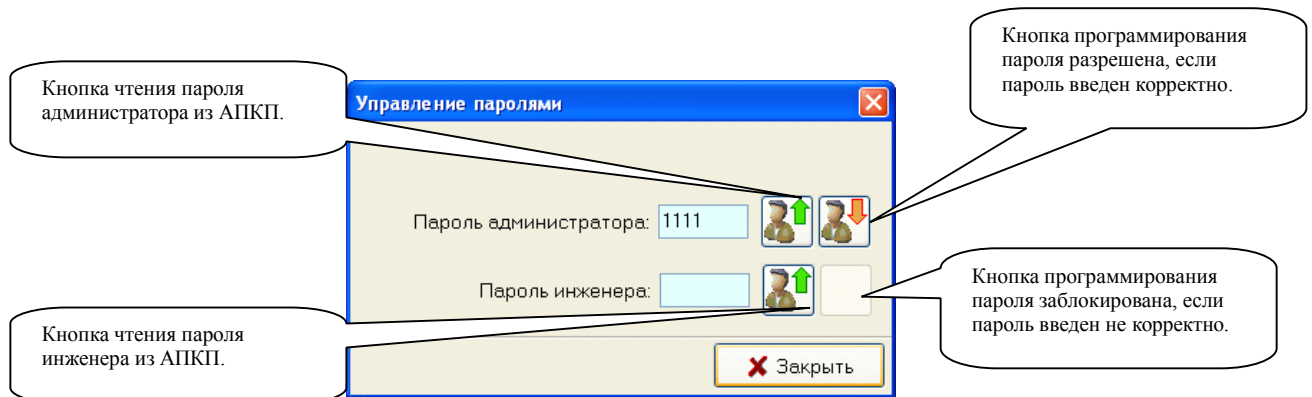 Кнопка программирования
пароля разрешена, если
пароль введен корректно.
Кнопка чтения пароля
администратора из АПКП.
Управление паролями
Пароль администратора: 1111
Пароль инженера:
Кнопка программирования
пароля заблокирована, если
пароль введен не корректно.
Кнопка чтения пароля
инженера из АПКП.
Закрыть